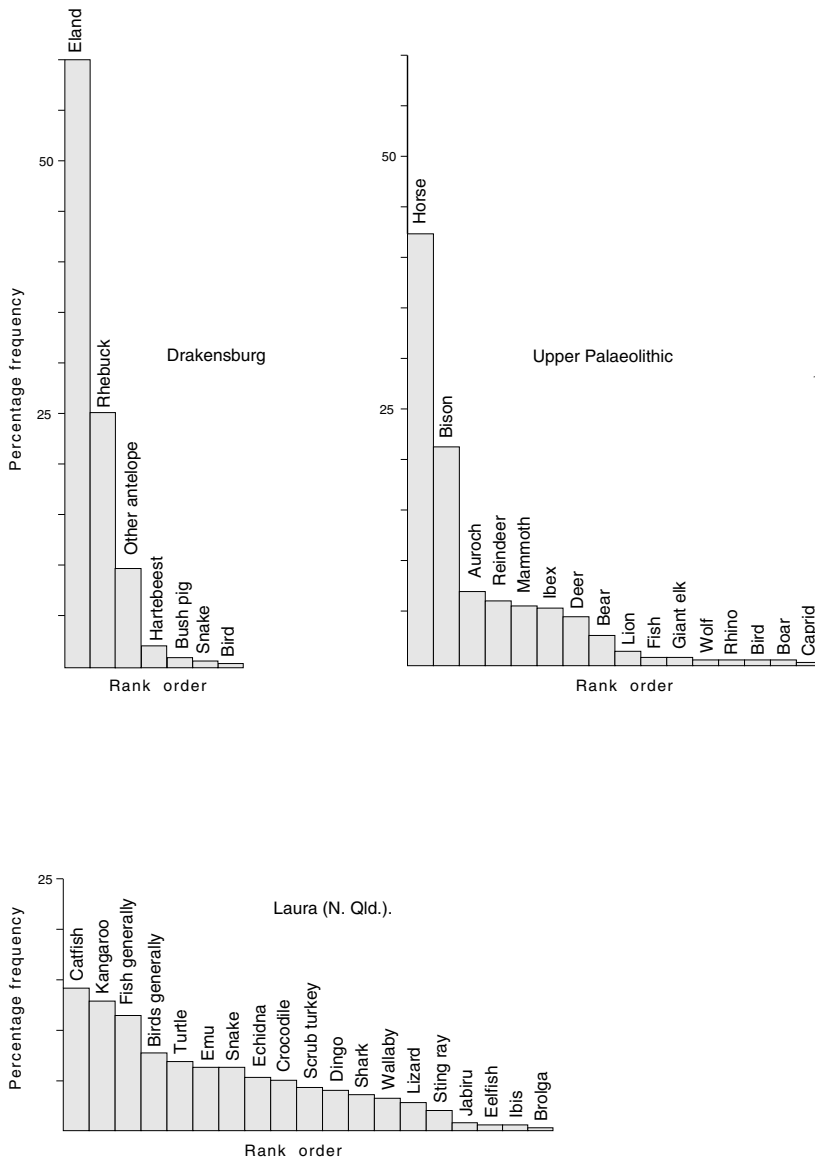 Drakensburg
Percentage frequency
50
25
Eland
Rhebuck
Other antelope
Hartebeest
Bush pig
Snake
Bird
Rank order
Upper Palaeolithic
50
25
Horse
Bison
Auroch
Reindeer
Mammoth
Ibex
Deer
Bear
Lion
Fish
Giant elk
Wolf
Rhino
Bird
Boar
Caprid
Rank order
Laura (N. Qld.).
Percentage frequency
25
Catfish
Kangaroo
Fish generally
Birds generally
Turtle
Emu
Snake
Echidna
Crocodile
Scrub turkey
Dingo
Shark
Wallaby
Lizard
Sting ray
Jabiru
Eelfish
Ibis
Brolga
Rank order